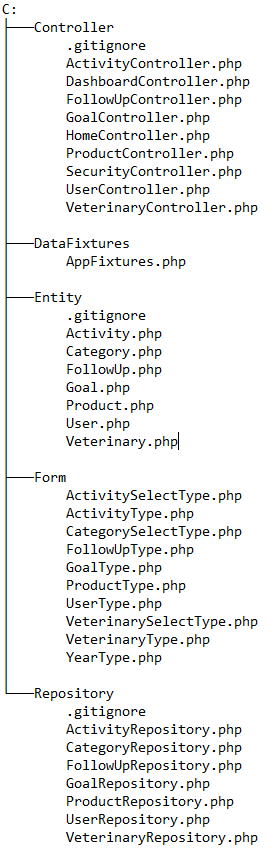 C:
Controller
.gitignore
ActivityController.php
DashboardController.php
FollowUpController.php
GoalController.php
HomeController.php
ProductController.php
SecurityController.php
UserController.php
VeterinaryController.php
DataFixtures
AppFixtures.php
Entity
.gitignore
Activity.php
Category.php
FollowUp.php
Goal.php
Product.php
User.php
Veterinary.php
Form
ActivitySelectType.php
ActivityType.php
CategorySelectType.php
FollowUpType.php
GoalType.php
ProductType.php
UserType.php
VeterinarySelectType.php
VeterinaryType.php
YearType.php
Repository
.gitignore
ActivityRepository.php
CategoryRepository.php
FollowUpRepository.php
GoalRepository.php
ProductRepository.php
UserRepository.php
VeterinaryRepository.php